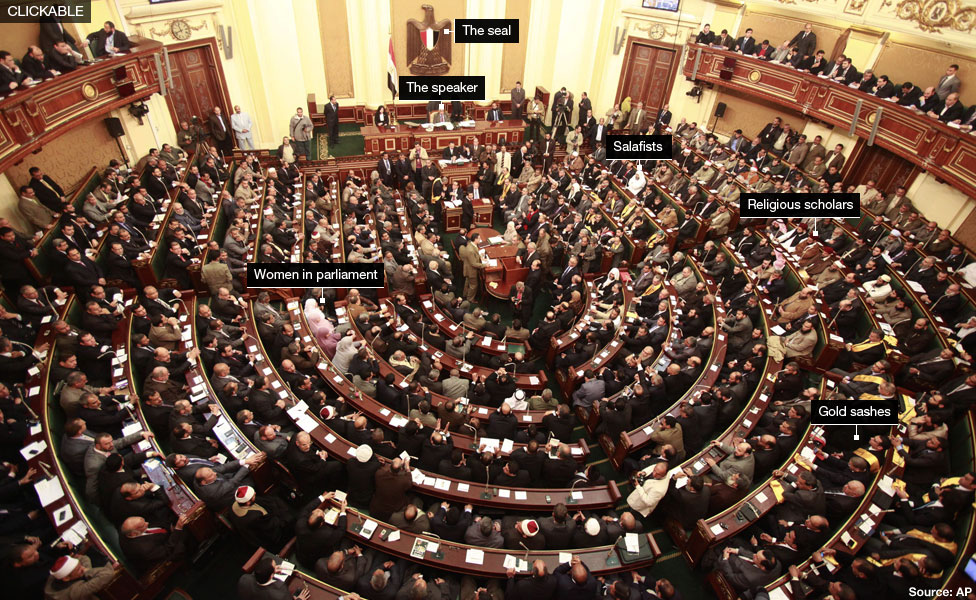 CLICKABLE
The seal
The speaker
Salafists
Religious scholars
Women in parliament
Gold sashes
Source: AP